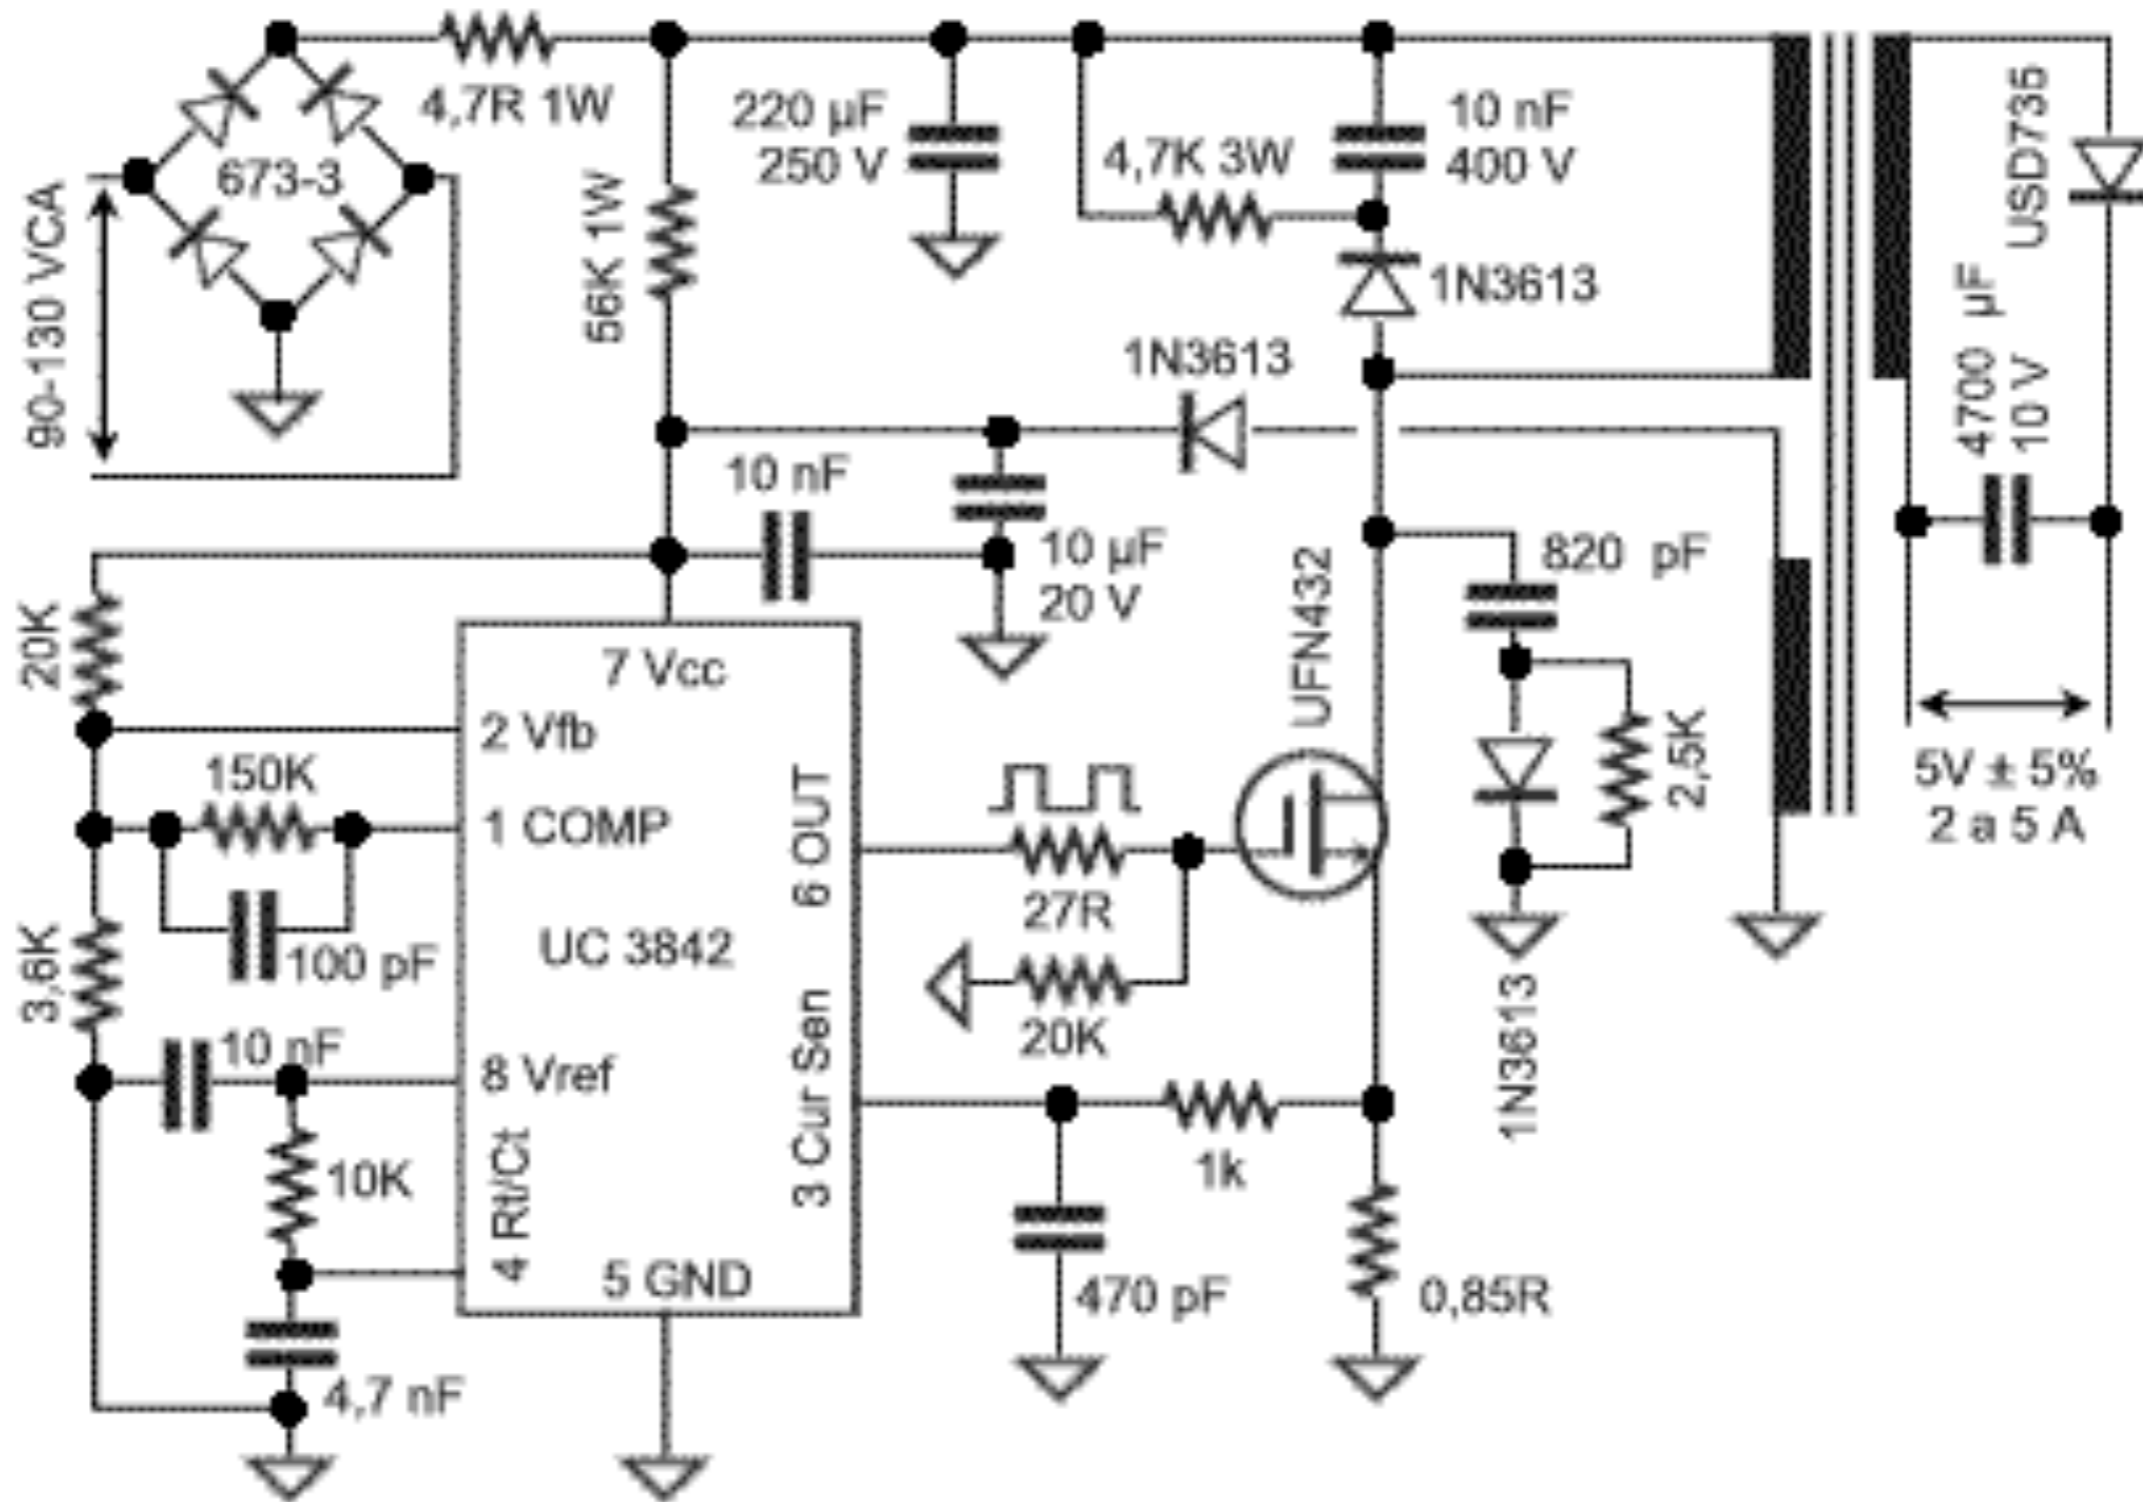 4,7R 1W
673-3
90-130 VCA
56K 1W
220 µF
250 V
4,7K 3W
10 nF
400 V
1N3613
1N3613
USD735
4700 µF
10 V
10 nF
10 µF
20 V
820 pF
UFN432
2,5K
1N3613
5V ± 5%
2 a 5 A
20K
7 Vcc
2 Vfb
150K
1 COMP
100 pF
UC 3842
6 OUT
27R
20K
3,6K
10 nF
8 Vref
3 Cur Sen
1k
10K
4 Rt/Ct
5 GND
4,7 nF
470 pF
0,85R